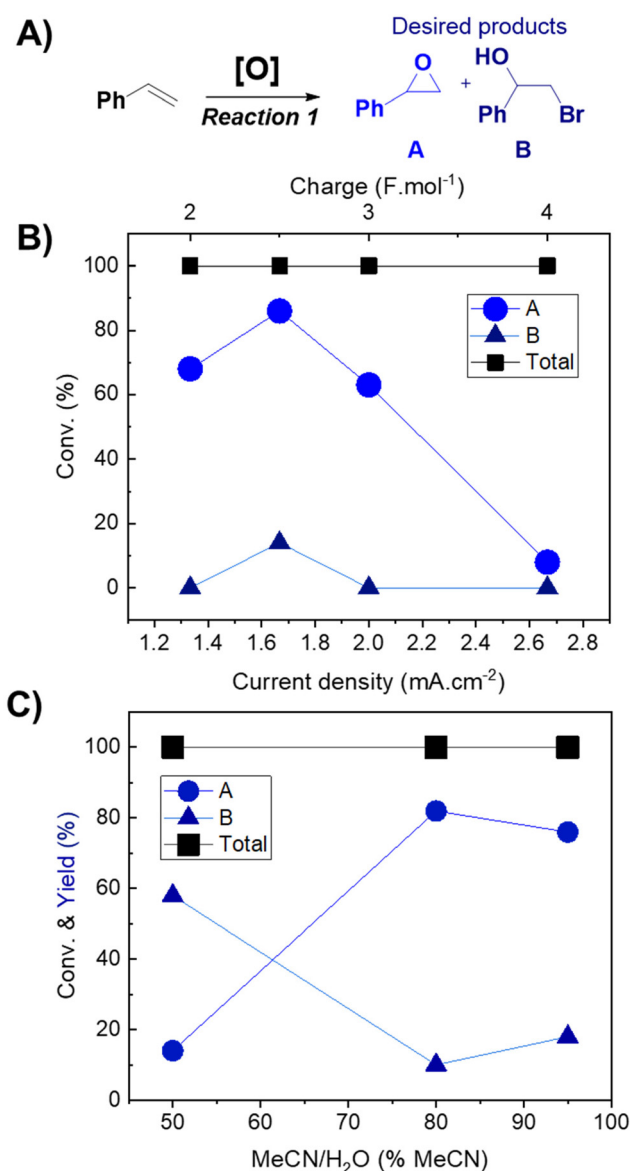 A)
Desired products
Ph
[O]
Reaction 1
O
Ph
+
HO
Ph
Br
A
B
Charge (F.mol⁻¹)
2 3 4
B)
100
80
60
40
20
0
Conv. (%)
A
B
Total
1.2 1.4 1.6 1.8 2.0 2.2 2.4 2.6 2.8
Current density (mA.cm⁻²)
C)
100
80
60
40
20
0
Conv. & Yield (%)
A
B
Total
50 60 70 80 90 100
MeCN/H₂O (% MeCN)